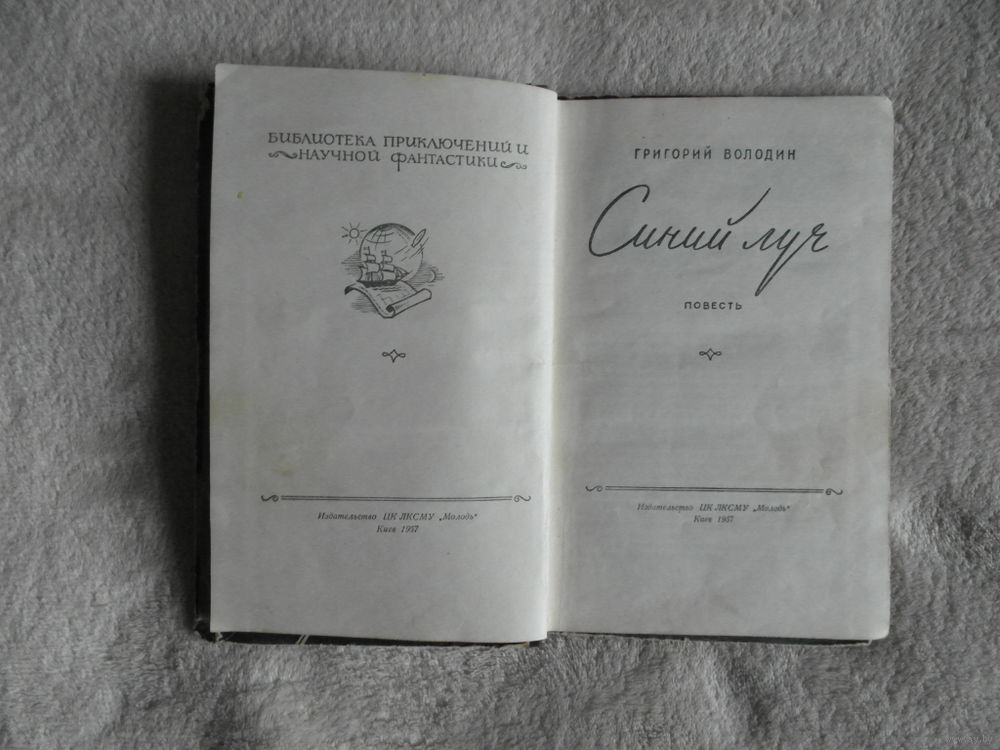 БИБЛИОТЕКА ПРИКЛЮЧЕНИЙ И
НАУЧНОЙ ФАНТАСТИКИ
Издательство ЦК ЛКСМУ „Молодь“
Киев 1957
ГРИГОРИЙ ВОЛОДИН
Синий луч
ПОВЕСТЬ
Издательство ЦК ЛКСМУ „Молодь“
Киев 1957